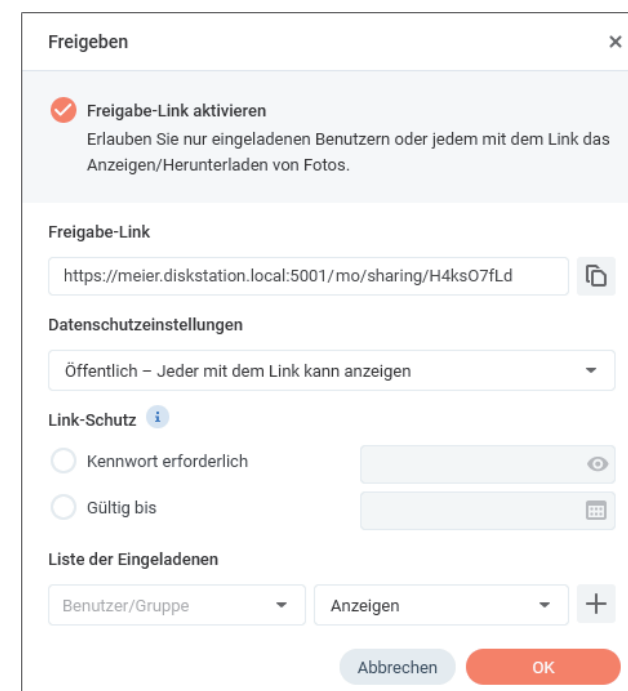 Freigeben
Freigabe-Link aktivieren
Erlauben Sie nur eingeladenen Benutzern oder jedem mit dem Link das
Anzeigen/Herunterladen von Fotos.
Freigabe-Link
https://meier.diskstation.local:5001/mo/sharing/H4ksO7fLd
Datenschutzeinstellungen
Öffentlich – Jeder mit dem Link kann anzeigen
Link-Schutz i
Kennwort erforderlich
Gültig bis
Liste der Eingeladenen
Benutzer/Gruppe Anzeigen
Abbrechen OK